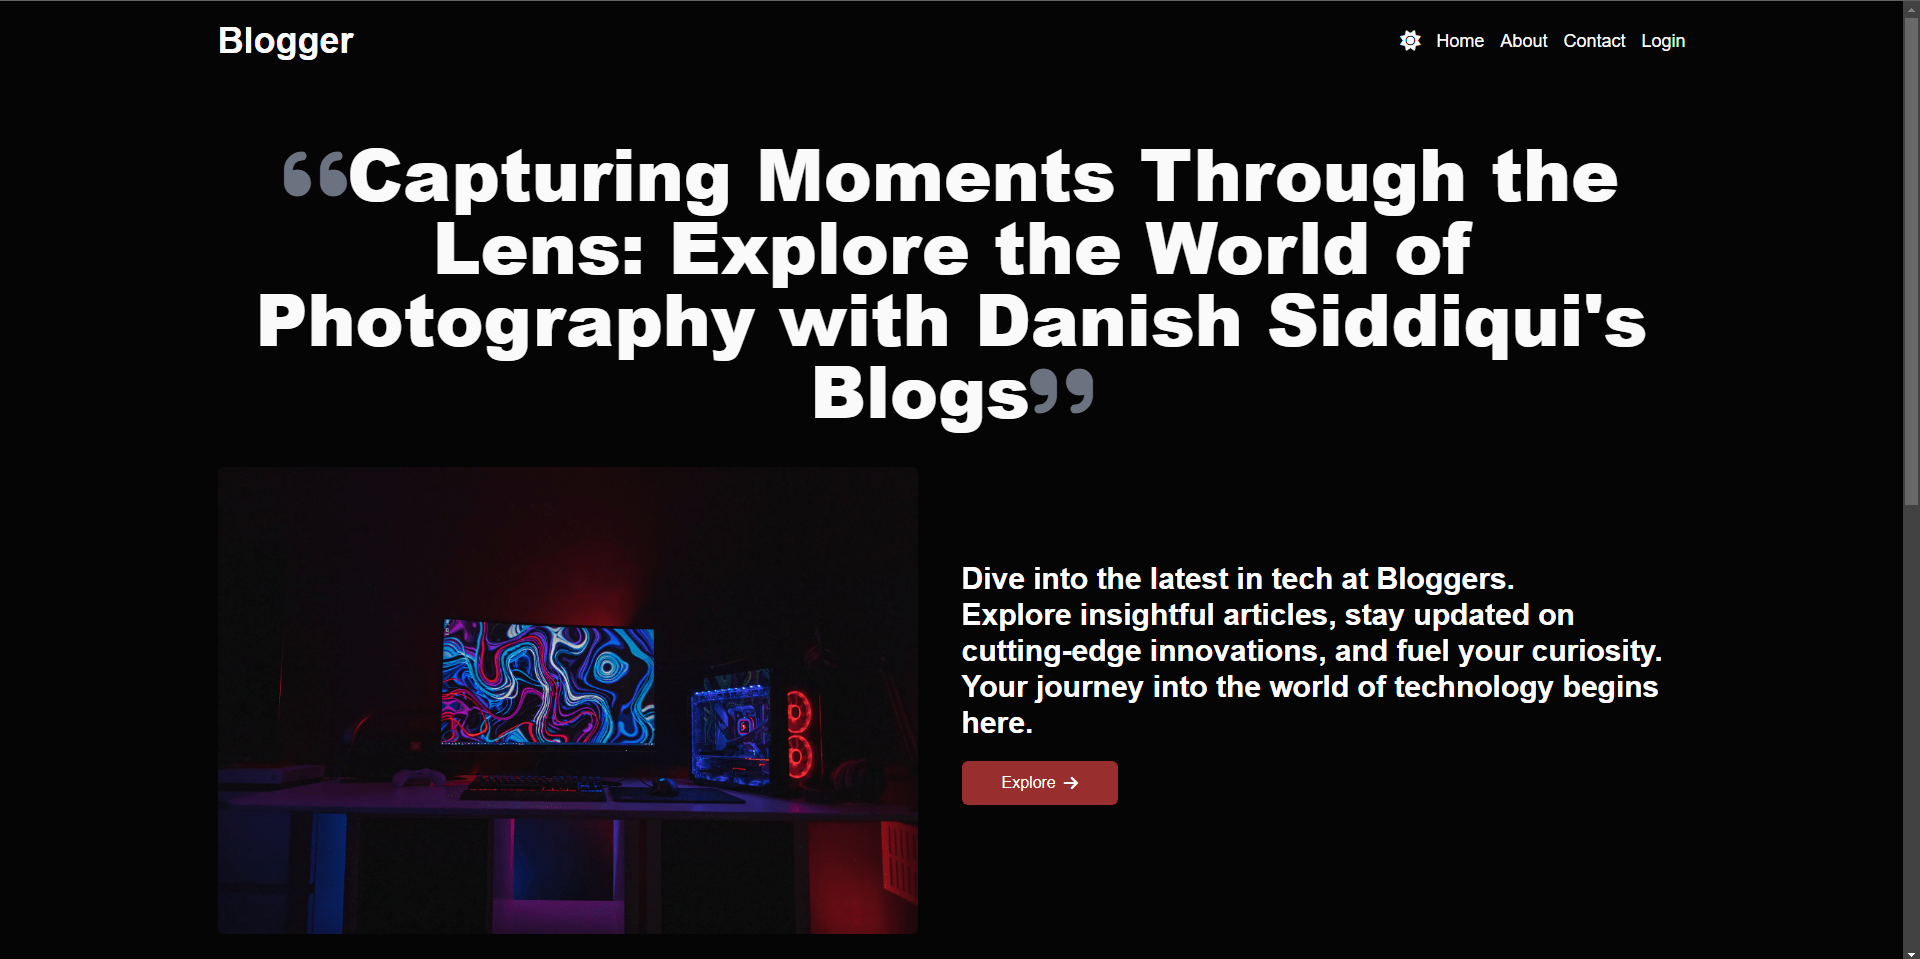 Blogger
Home About Contact Login
“Capturing Moments Through the
Lens: Explore the World of
Photography with Danish Siddiqui's
Blogs”
Dive into the latest in tech at Bloggers.
Explore insightful articles, stay updated on
cutting-edge innovations, and fuel your curiosity.
Your journey into the world of technology begins
here.
Explore →